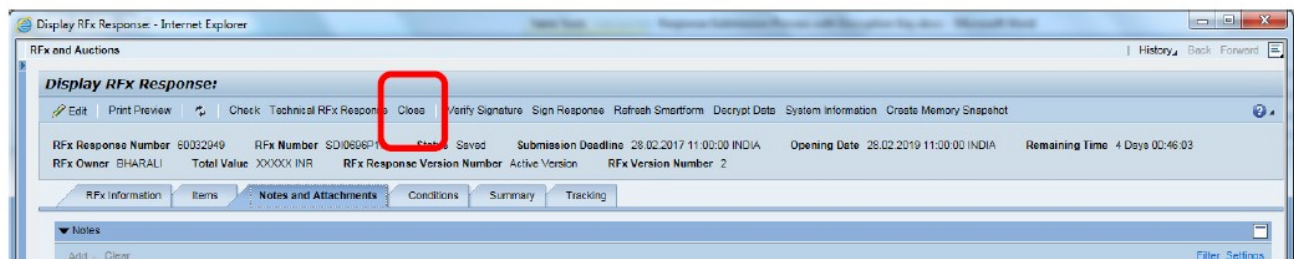 Display RFx Response: - Internet Explorer
RFx and Auctions | History Back Forward
Display RFx Response:
Edit | Print Preview | Check Technical RFx Response Close | Verify Signature Sign Response Refresh Smartform Decrypt Data System Information Create Memory Snapshot
RFx Response Number 60032949 RFx Number SDI0696P1 Status Saved Submission Deadline 28.02.2017 11:00:00 INDIA Opening Date 28.02.2019 11:00:00 INDIA Remaining Time 4 Days 00:46:03
RFx Owner BHARALI Total Value XXXXX INR RFx Response Version Number Active Version RFx Version Number 2
RFx Information Items Notes and Attachments Conditions Summary Tracking
Notes
Add Clear Filter Settings